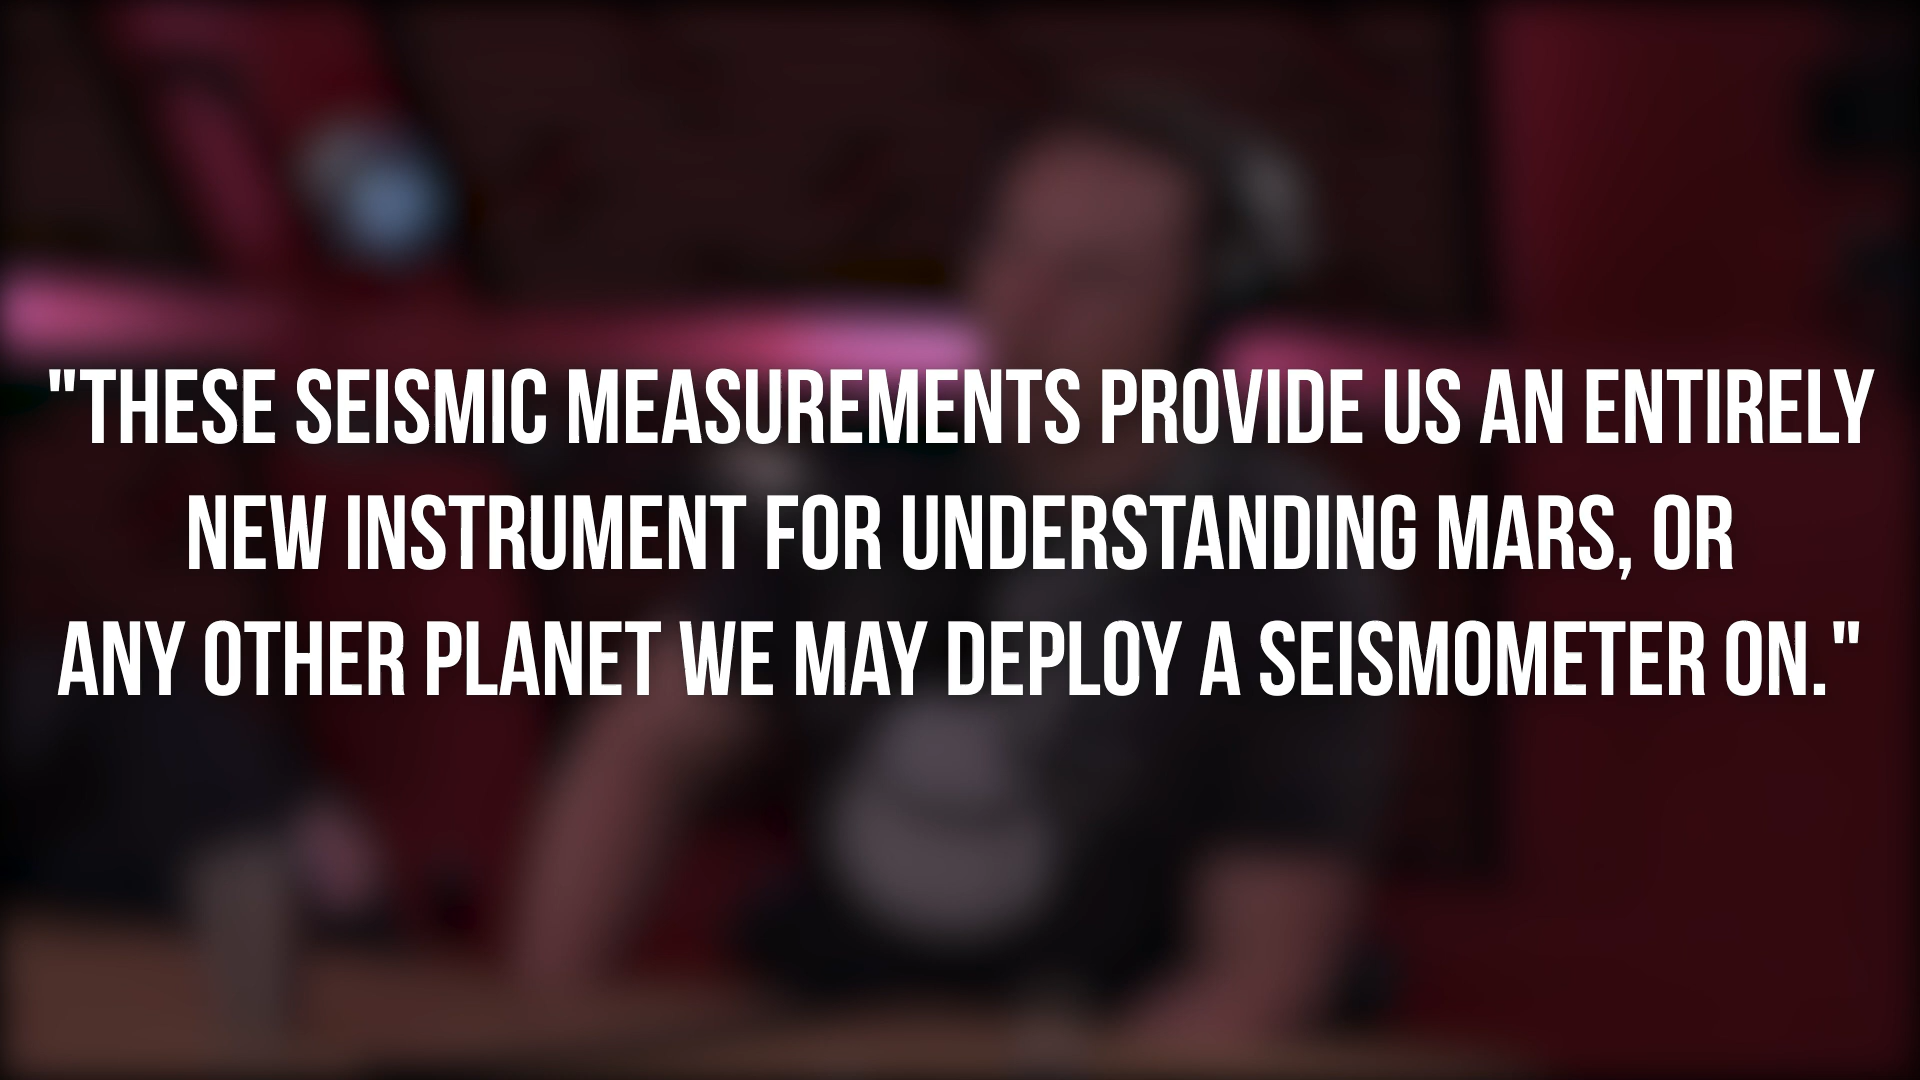 "THESE SEISMIC MEASUREMENTS PROVIDE US AN ENTIRELY
NEW INSTRUMENT FOR UNDERSTANDING MARS, OR
ANY OTHER PLANET WE MAY DEPLOY A SEISMOMETER ON."